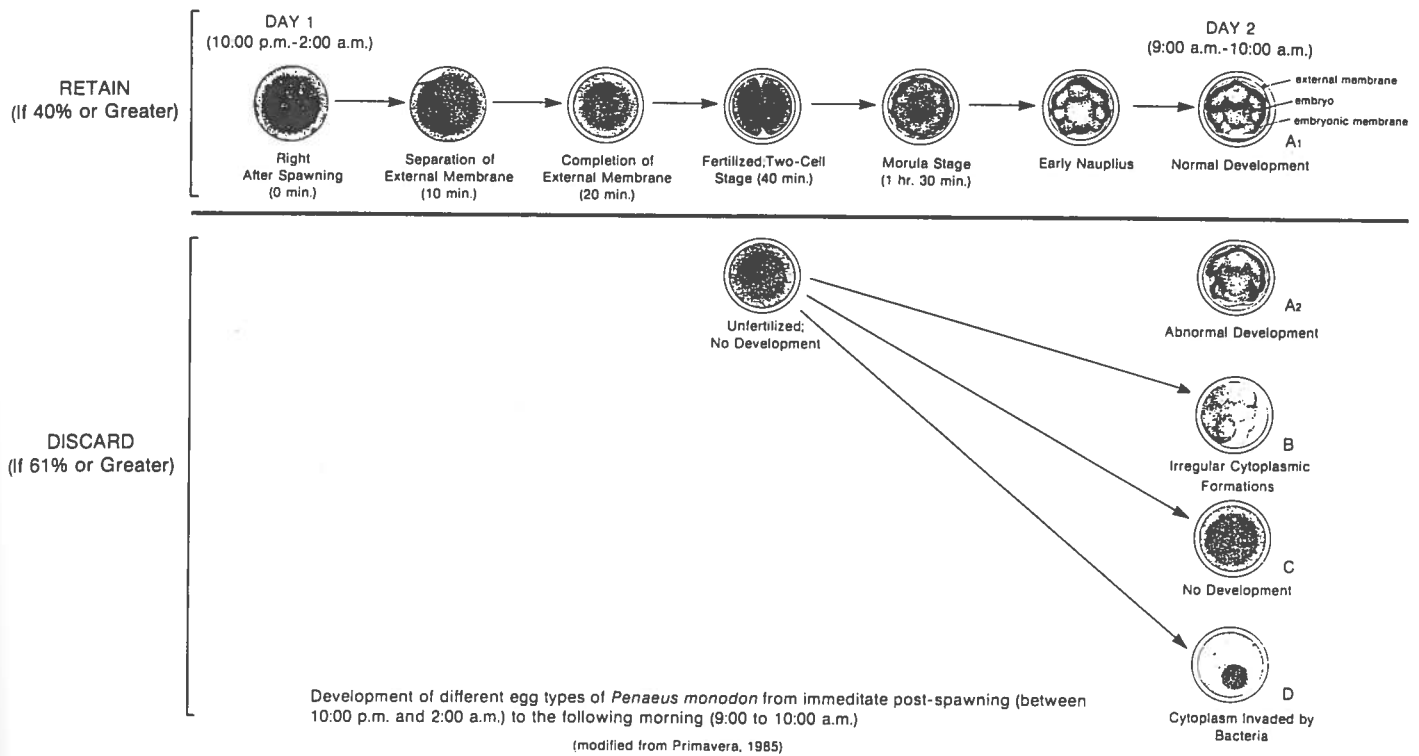 DAY 1
(10.00 p.m.-2:00 a.m.)
DAY 2
(9:00 a.m.-10:00 a.m.)
RETAIN
(If 40% or Greater)
external membrane
embryo
embryonic membrane
A1
Right
After Spawning
(0 min.)
Separation of
External Membrane
(10 min.)
Completion of
External Membrane
(20 min.)
Fertilized;Two-Cell
Stage (40 min.)
Morula Stage
(1 hr. 30 min.)
Early Nauplius
Normal Development
DISCARD
(If 61% or Greater)
Unfertilized;
No Development
A2
Abnormal Development
B
Irregular Cytoplasmic
Formations
C
No Development
D
Cytoplasm Invaded by
Bacteria
Development of different egg types of Penaeus monodon from immeditate post-spawning (between
10:00 p.m. and 2:00 a.m.) to the following morning (9:00 to 10:00 a.m.)
(modified from Primavera, 1985)